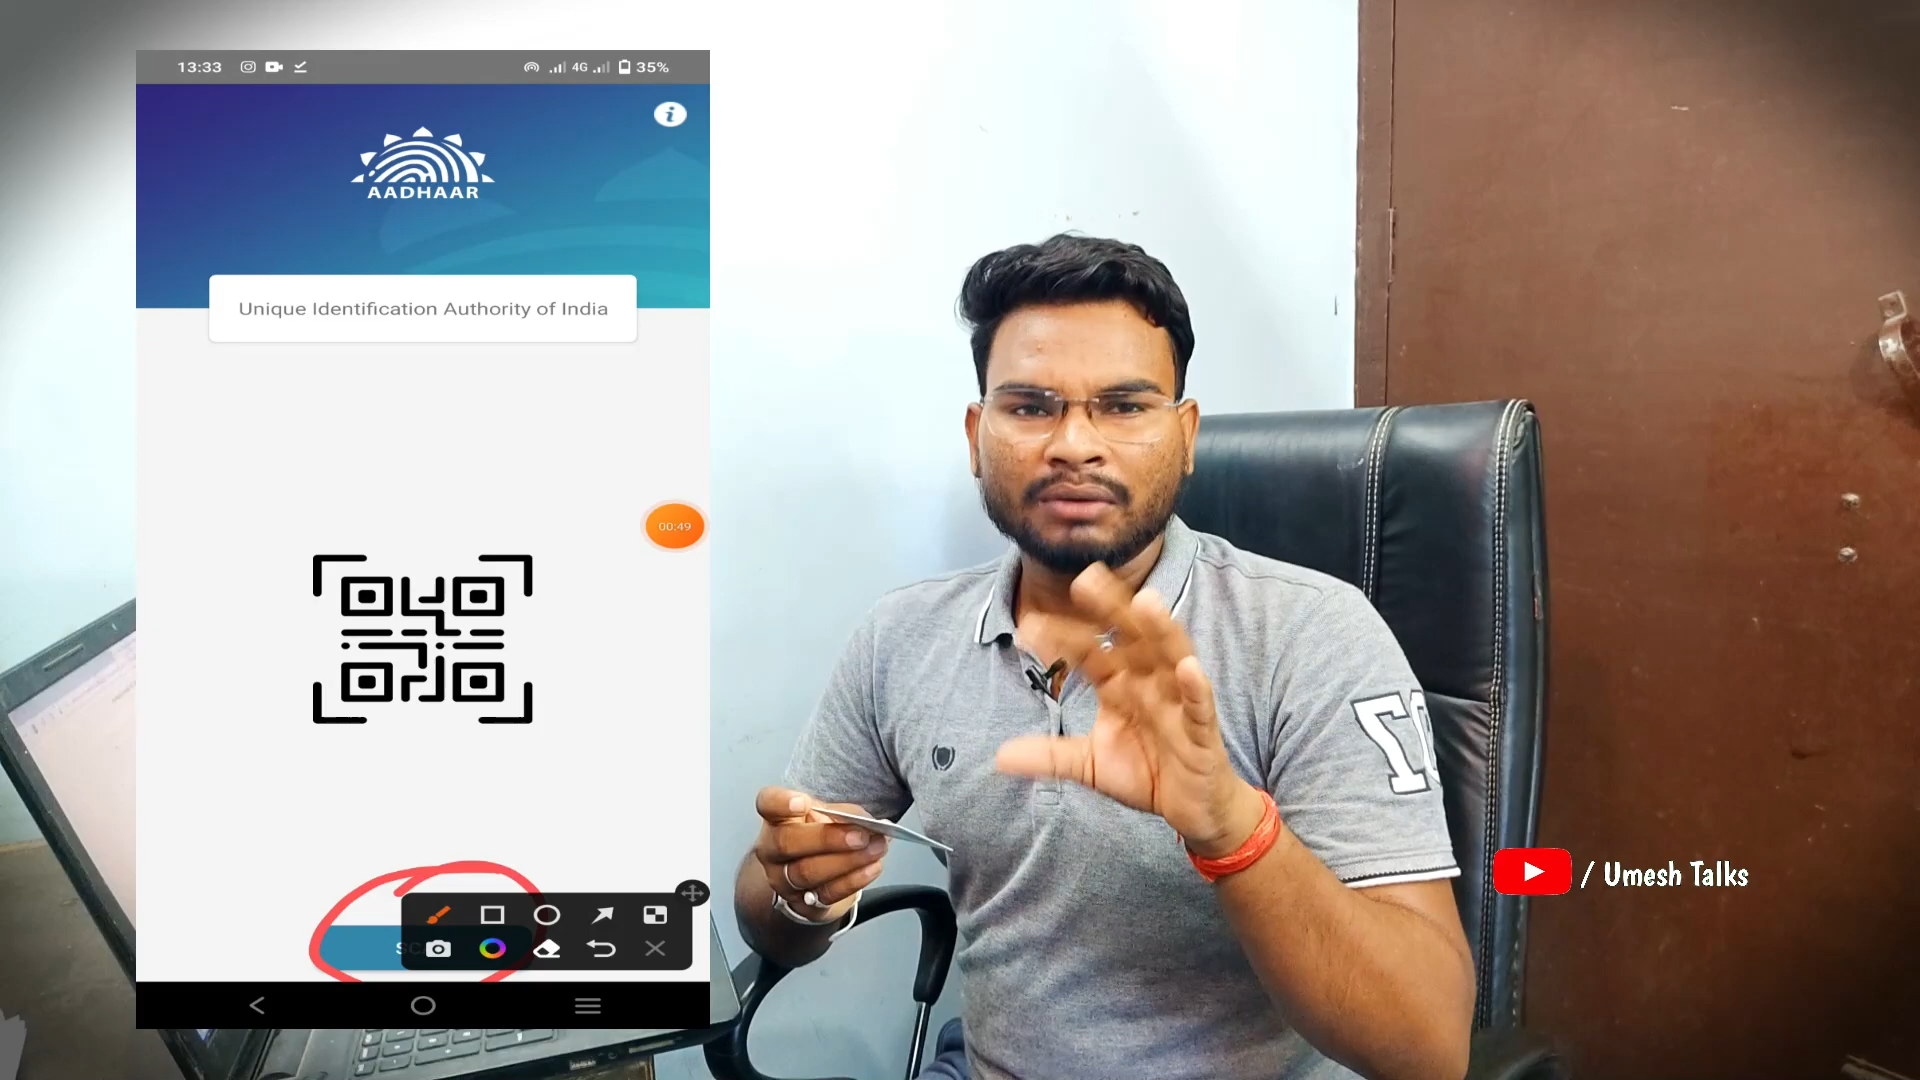 13:33
4G
35%
i
AADHAAR
Unique Identification Authority of India
00:49
/ Umesh Talks